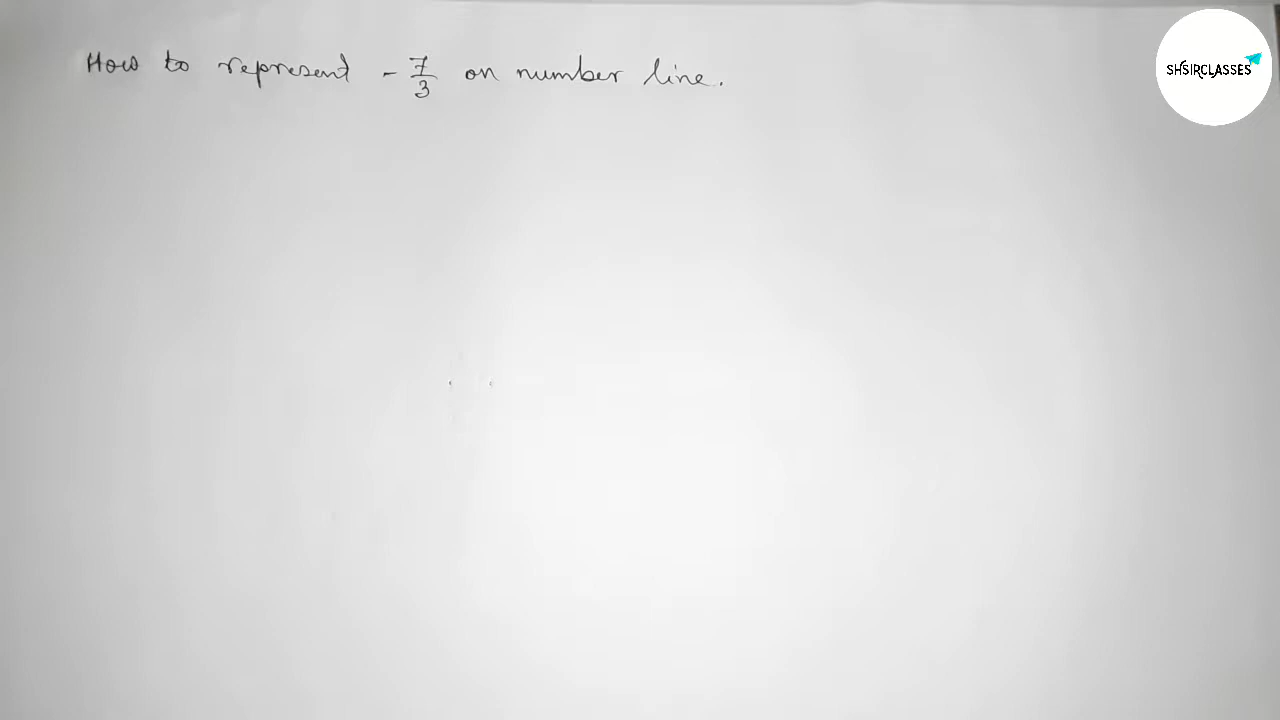 How to represent - 7/3 on number line.
SHSIRCLASSES